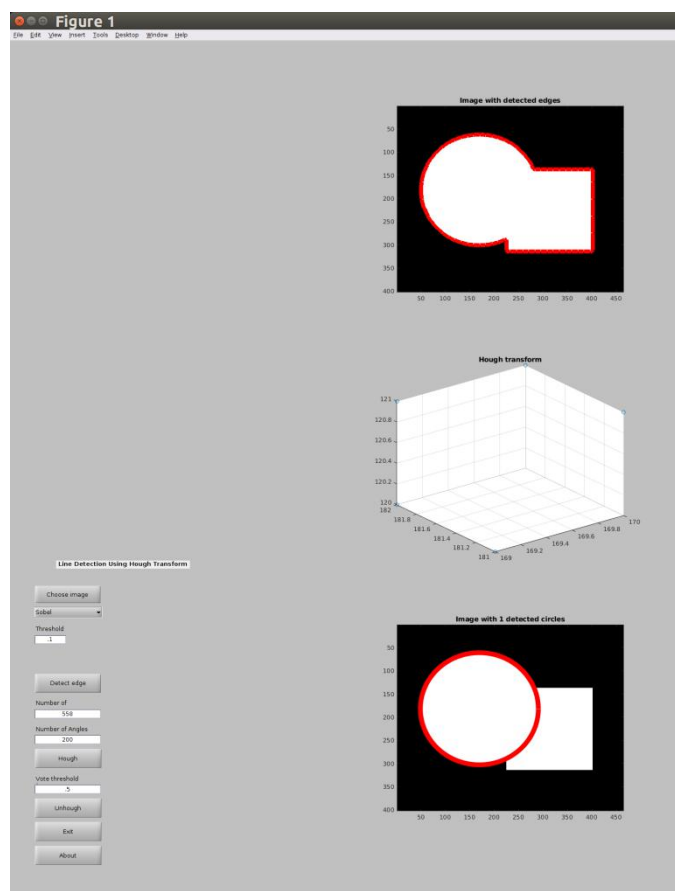 Figure 1
File Edit View Insert Tools Desktop Window Help
Image with detected edges
50
100
150
200
250
300
350
400
50 100 150 200 250 300 350 400 450
Hough transform
121
120.8
120.6
120.4
120.2
120
182
181.8
181.6
181.4
181.2
181
169
169.2
169.4
169.6
169.8
170
Line Detection Using Hough Transform
Choose image
Sobel
Threshold
.1
Detect edge
Number of
558
Number of Angles
200
Hough
Vote threshold
.5
Unhough
Exit
About
Image with 1 detected circles
50
100
150
200
250
300
350
400
50 100 150 200 250 300 350 400 450